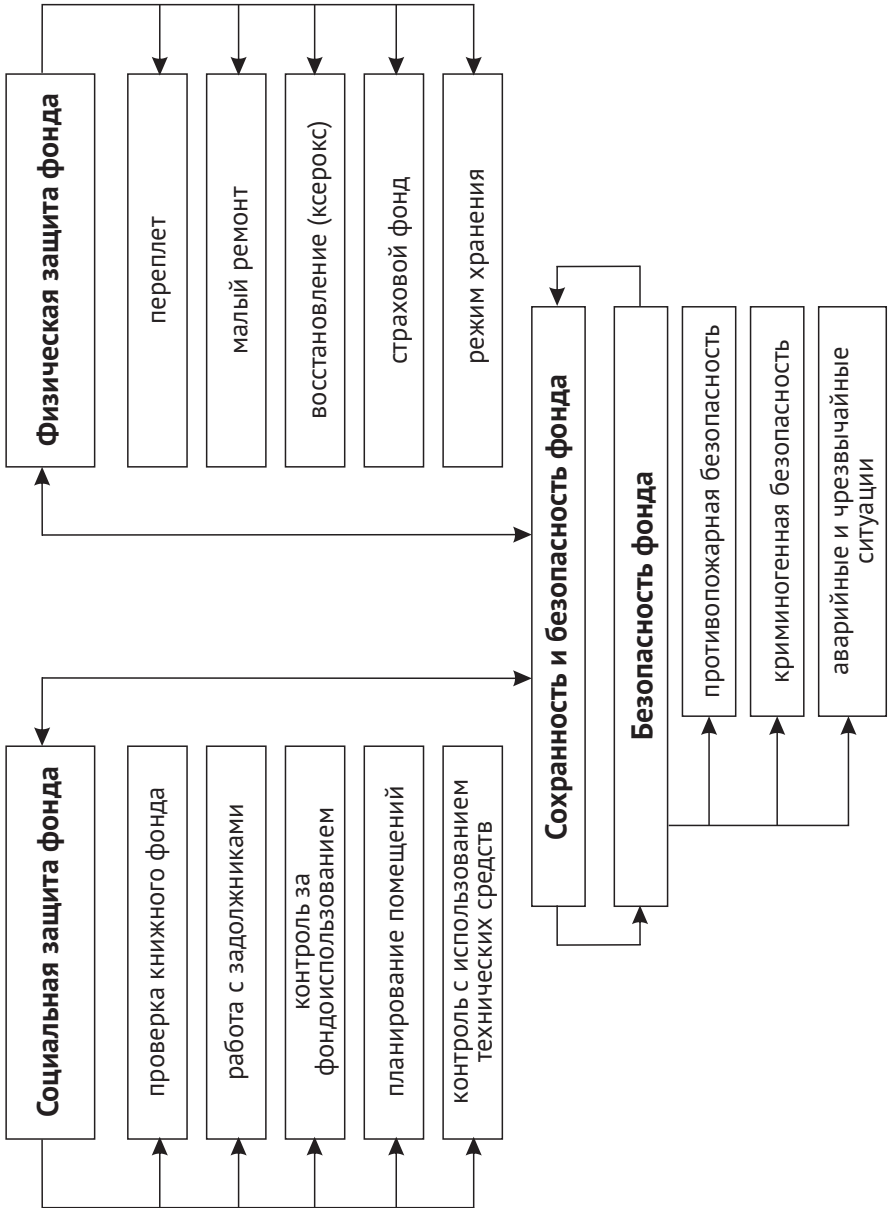 Социальная защита фонда
проверка книжного фонда
работа с задолжниками
контроль за
фондоиспользованием
планирование помещений
контроль с использованием
технических средств
Физическая защита фонда
переплет
малый ремонт
восстановление (ксерокс)
страховой фонд
режим хранения
Сохранность и безопасность фонда
Безопасность фонда
противопожарная безопасность
криминогенная безопасность
аварийные и чрезвычайные
ситуации